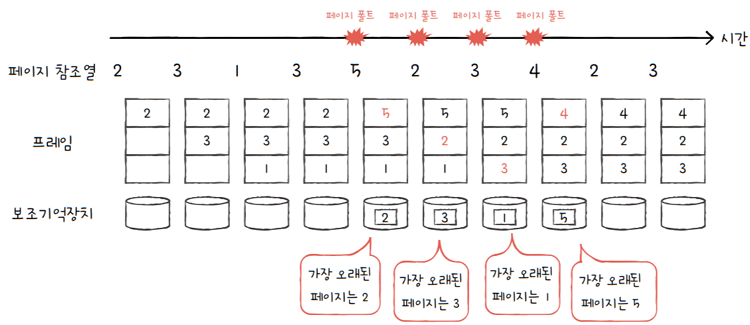 페이지 폴트 페이지 폴트 페이지 폴트 페이지 폴트
시간
페이지 참조열 2 3 1 3 5 2 3 4 2 3
2 2 2 2 5 5 5 4 4 4
프레임 3 3 3 3 2 2 2 2 2
1 1 1 1 3 3 3 3
보조기억장치 2 3 1 5
가장 오래된
페이지는 2
가장 오래된
페이지는 3
가장 오래된
페이지는 1
가장 오래된
페이지는 5